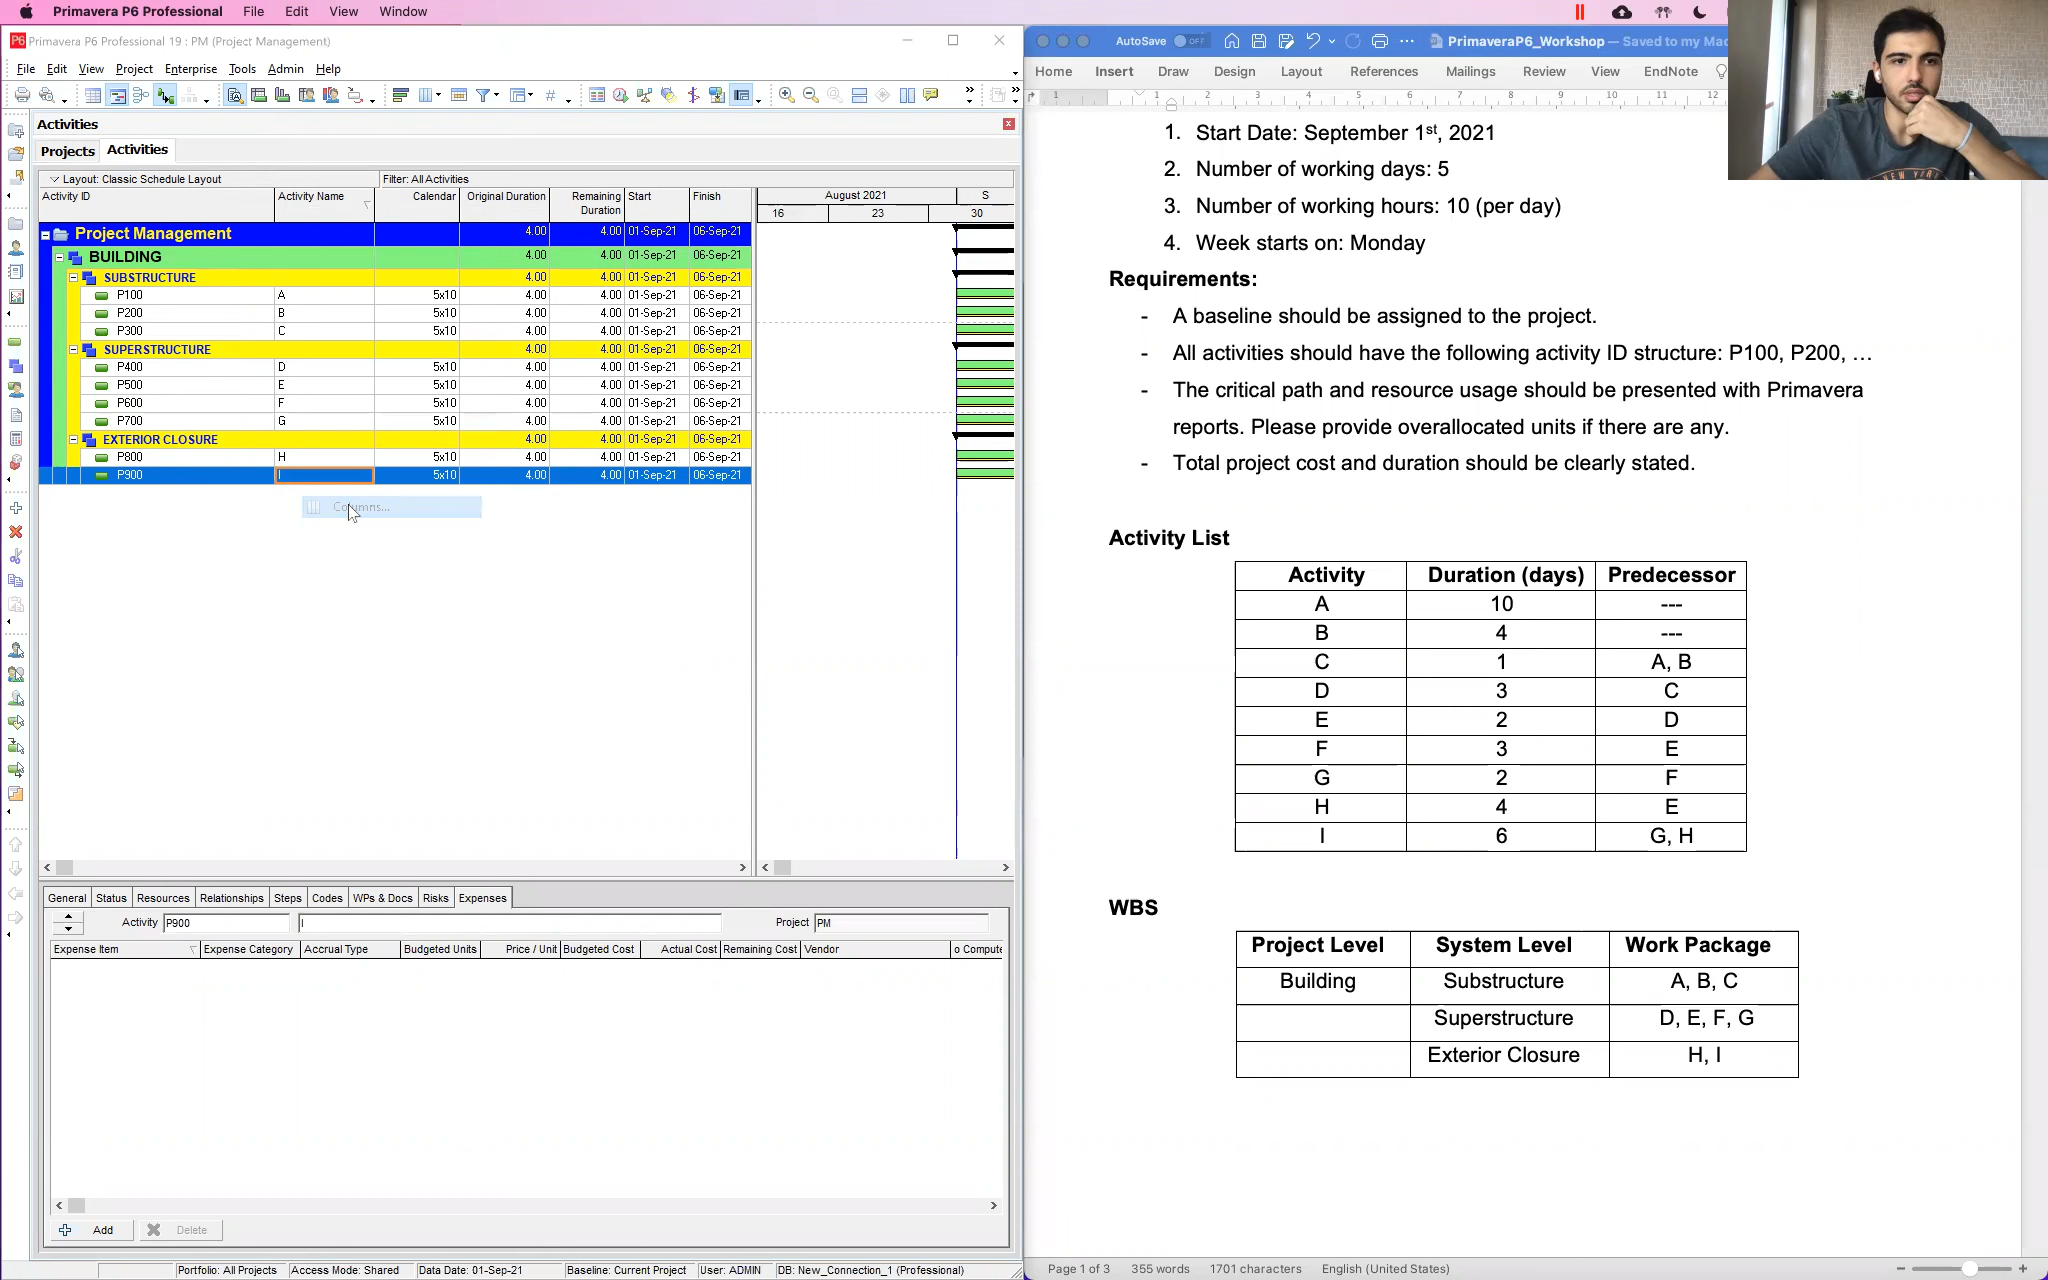 Primavera P6 Professional File Edit View Window
P6 Primavera P6 Professional 19 : PM (Project Management)
File Edit View Project Enterprise Tools Admin Help
Activities
Projects Activities
Layout: Classic Schedule Layout Filter: All Activities
Activity ID Activity Name Calendar Original Duration Remaining Duration Start Finish
August 2021 S
16 23 30
Project Management 4.00 4.00 01-Sep-21 06-Sep-21
BUILDING 4.00 4.00 01-Sep-21 06-Sep-21
SUBSTRUCTURE 4.00 4.00 01-Sep-21 06-Sep-21
P100 A 5x10 4.00 4.00 01-Sep-21 06-Sep-21
P200 B 5x10 4.00 4.00 01-Sep-21 06-Sep-21
P300 C 5x10 4.00 4.00 01-Sep-21 06-Sep-21
SUPERSTRUCTURE 4.00 4.00 01-Sep-21 06-Sep-21
P400 D 5x10 4.00 4.00 01-Sep-21 06-Sep-21
P500 E 5x10 4.00 4.00 01-Sep-21 06-Sep-21
P600 F 5x10 4.00 4.00 01-Sep-21 06-Sep-21
P700 G 5x10 4.00 4.00 01-Sep-21 06-Sep-21
EXTERIOR CLOSURE 4.00 4.00 01-Sep-21 06-Sep-21
P800 H 5x10 4.00 4.00 01-Sep-21 06-Sep-21
P900 I 5x10 4.00 4.00 01-Sep-21 06-Sep-21
Columns...
General Status Resources Relationships Steps Codes WPs & Docs Risks Expenses
Activity P900 I Project PM
Expense Item Expense Category Accrual Type Budgeted Units Price / Unit Budgeted Cost Actual Cost Remaining Cost Vendor o Compute
Add Delete
Portfolio: All Projects Access Mode: Shared Data Date: 01-Sep-21 Baseline: Current Project User: ADMIN DB: New_Connection_1 (Professional)
AutoSave OFF PrimaveraP6_Workshop — Saved to my Mac
Home Insert Draw Design Layout References Mailings Review View EndNote
1 1 2 3 4 5 6 7 8 9 10 11 12
1. Start Date: September 1st, 2021
2. Number of working days: 5
3. Number of working hours: 10 (per day)
4. Week starts on: Monday
Requirements:
- A baseline should be assigned to the project.
- All activities should have the following activity ID structure: P100, P200, …
- The critical path and resource usage should be presented with Primavera
reports. Please provide overallocated units if there are any.
- Total project cost and duration should be clearly stated.
Activity List
Activity Duration (days) Predecessor
A 10 ---
B 4 ---
C 1 A, B
D 3 C
E 2 D
F 3 E
G 2 F
H 4 E
I 6 G, H
WBS
Project Level System Level Work Package
Building Substructure A, B, C
Superstructure D, E, F, G
Exterior Closure H, I
Page 1 of 3 355 words 1701 characters English (United States)
NEW YORK